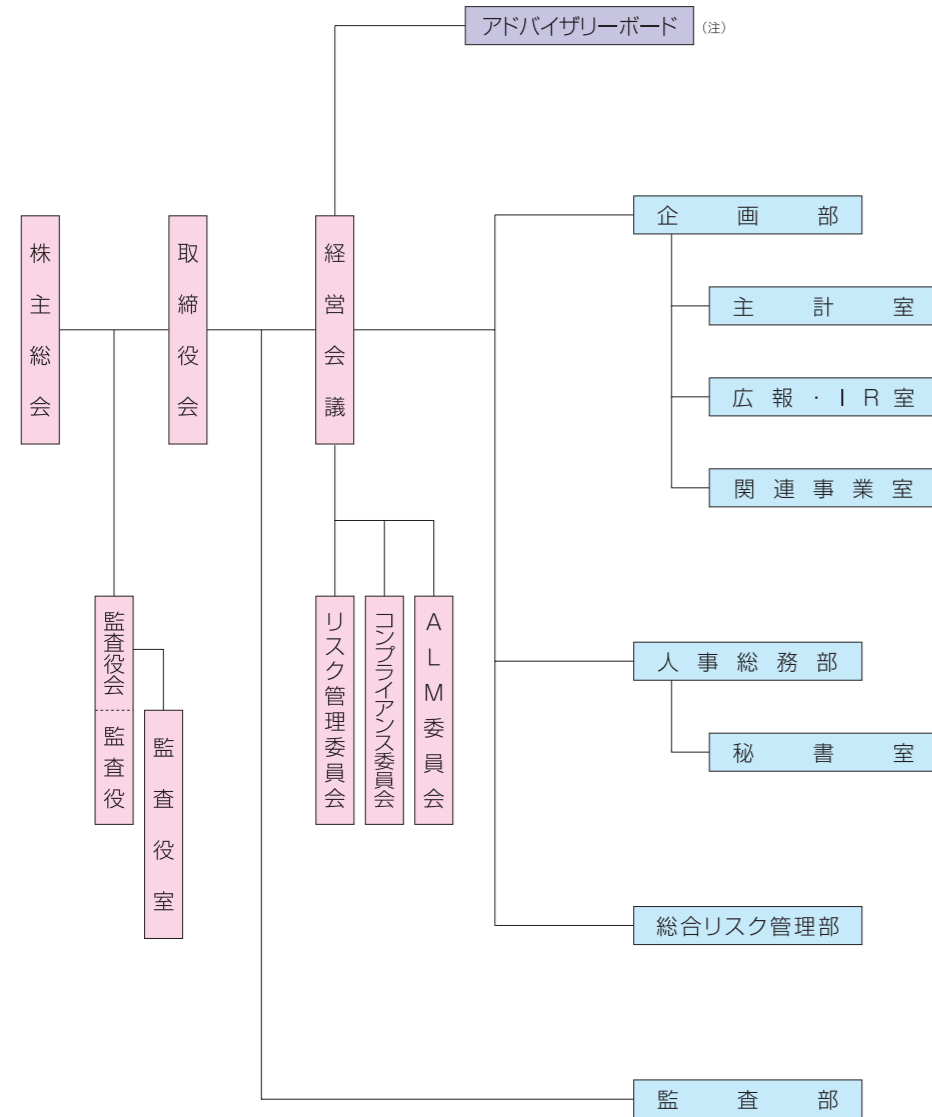 アドバイザリーボード (注)
株主総会
取締役会
経営会議
企画部
主計室
広報・IR室
関連事業室
監査役会
監査役
監査役室
リスク管理委員会
コンプライアンス委員会
ALM委員会
人事総務部
秘書室
総合リスク管理部
監査部